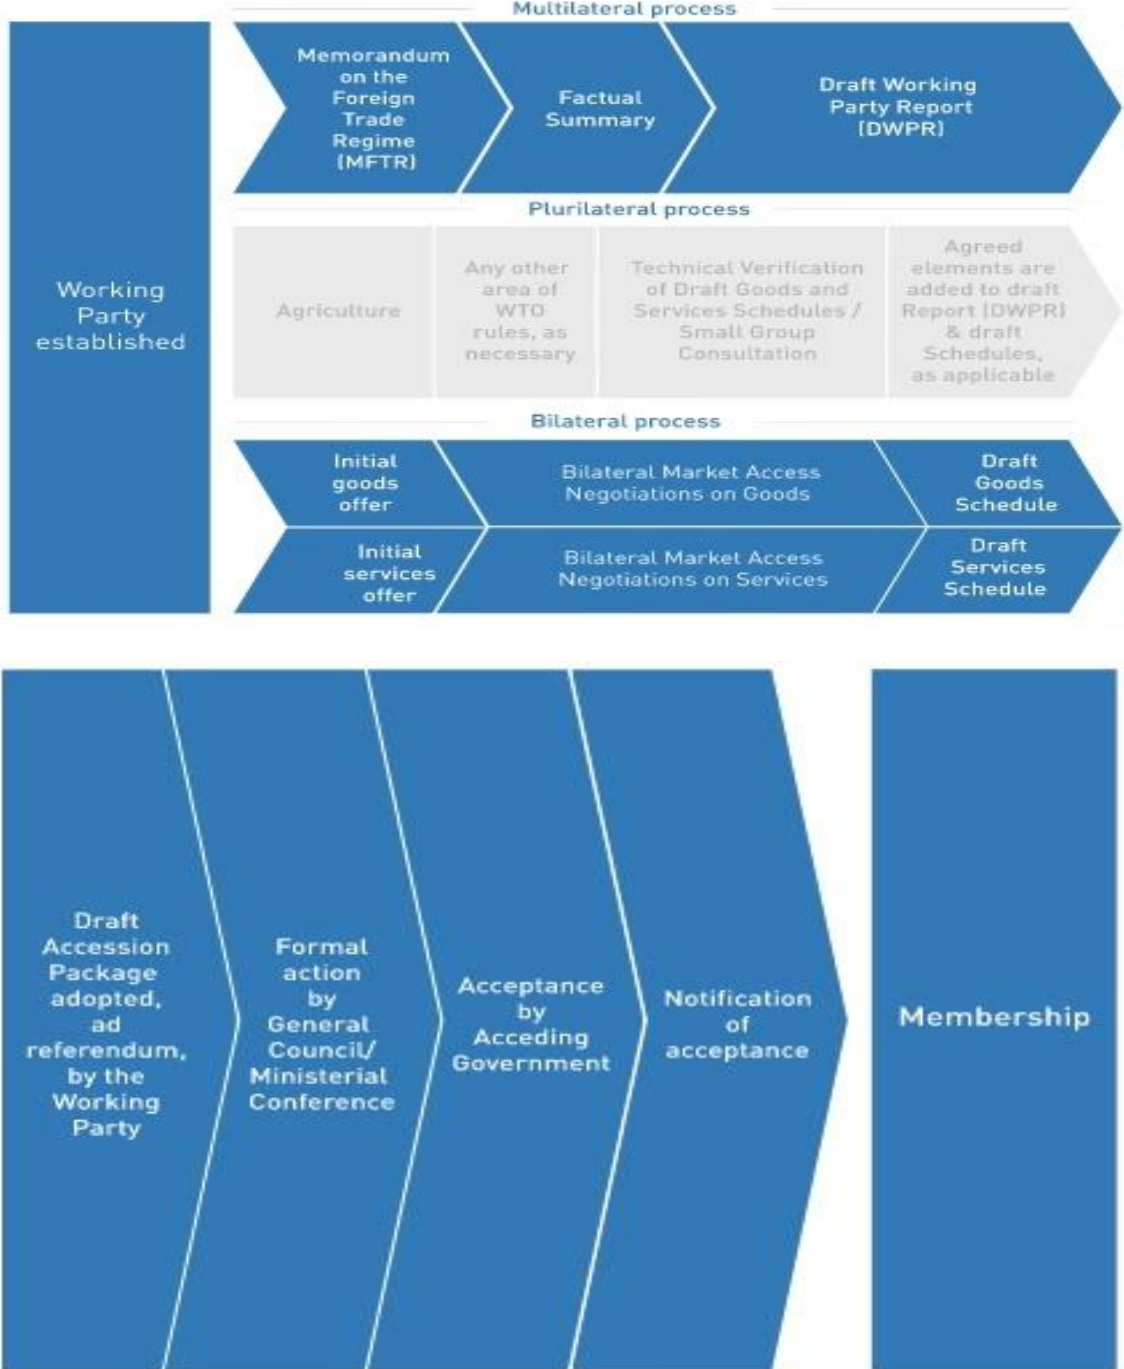 Multilateral process
Working
Party
established
Memorandum
on the
Foreign
Trade
Regime
(MFTR)
Factual
Summary
Draft Working
Party Report
(DWPR)
Plurilateral process
Agriculture
Any other
area of
WTO
rules, as
necessary
Technical Verification
of Draft Goods and
Services Schedules /
Small Group
Consultation
Agreed
elements are
added to draft
Report (DWPR)
& draft
Schedules,
as applicable
Bilateral process
Initial
goods
offer
Bilateral Market Access
Negotiations on Goods
Draft
Goods
Schedule
Initial
services
offer
Bilateral Market Access
Negotiations on Services
Draft
Services
Schedule
Draft
Accession
Package
adopted,
ad
referendum,
by the
Working
Party
Formal
action
by
General
Council/
Ministerial
Conference
Acceptance
by
Acceding
Government
Notification
of
acceptance
Membership